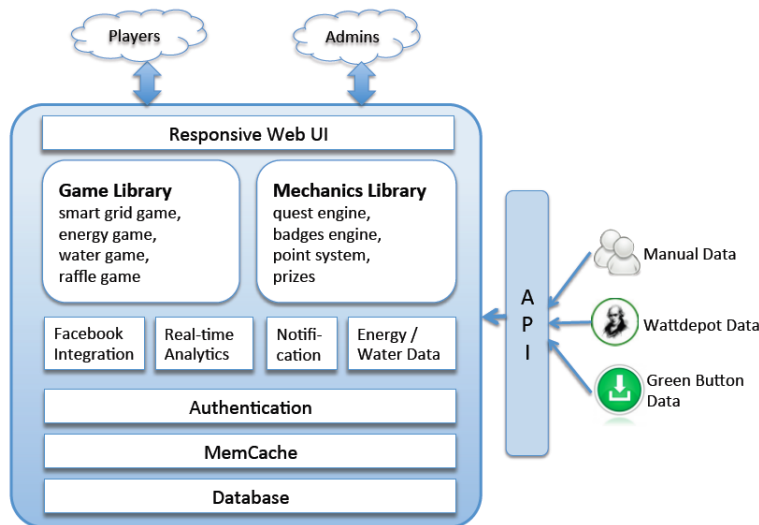 Players
Admins
Responsive Web UI
Game Library
smart grid game,
energy game,
water game,
raffle game
Mechanics Library
quest engine,
badges engine,
point system,
prizes
Facebook
Integration
Real-time
Analytics
Notifi-
cation
Energy /
Water Data
Authentication
MemCache
Database
A
P
I
Manual Data
Wattdepot Data
Green Button
Data